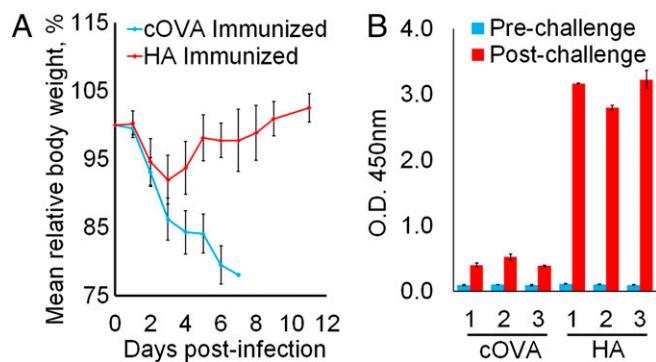 A
cOVA Immunized
HA Immunized
Mean relative body weight, %
115
105
95
85
75
0 2 4 6 8 10 12
Days post-infection
B
Pre-challenge
Post-challenge
O.D. 450nm
4.0
3.0
2.0
1.0
0.0
1 2 3 1 2 3
cOVA HA